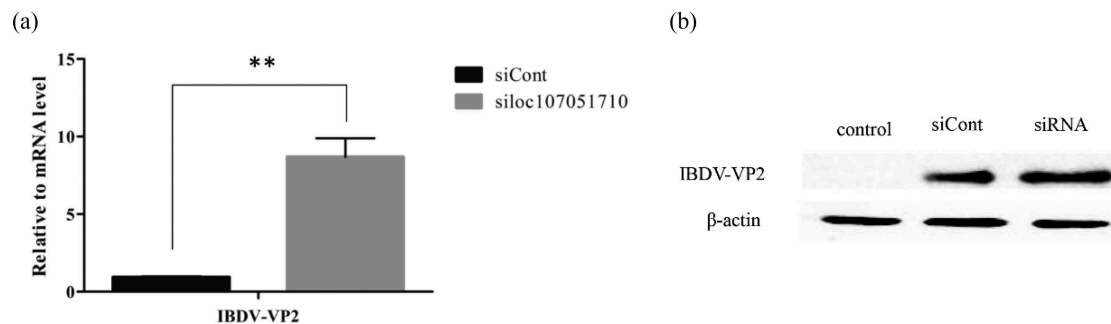 (a)
(b)
15
10
5
0
Relative to mRNA level
**
siCont
siloc107051710
IBDV-VP2
control
siCont
siRNA
IBDV-VP2
β-actin